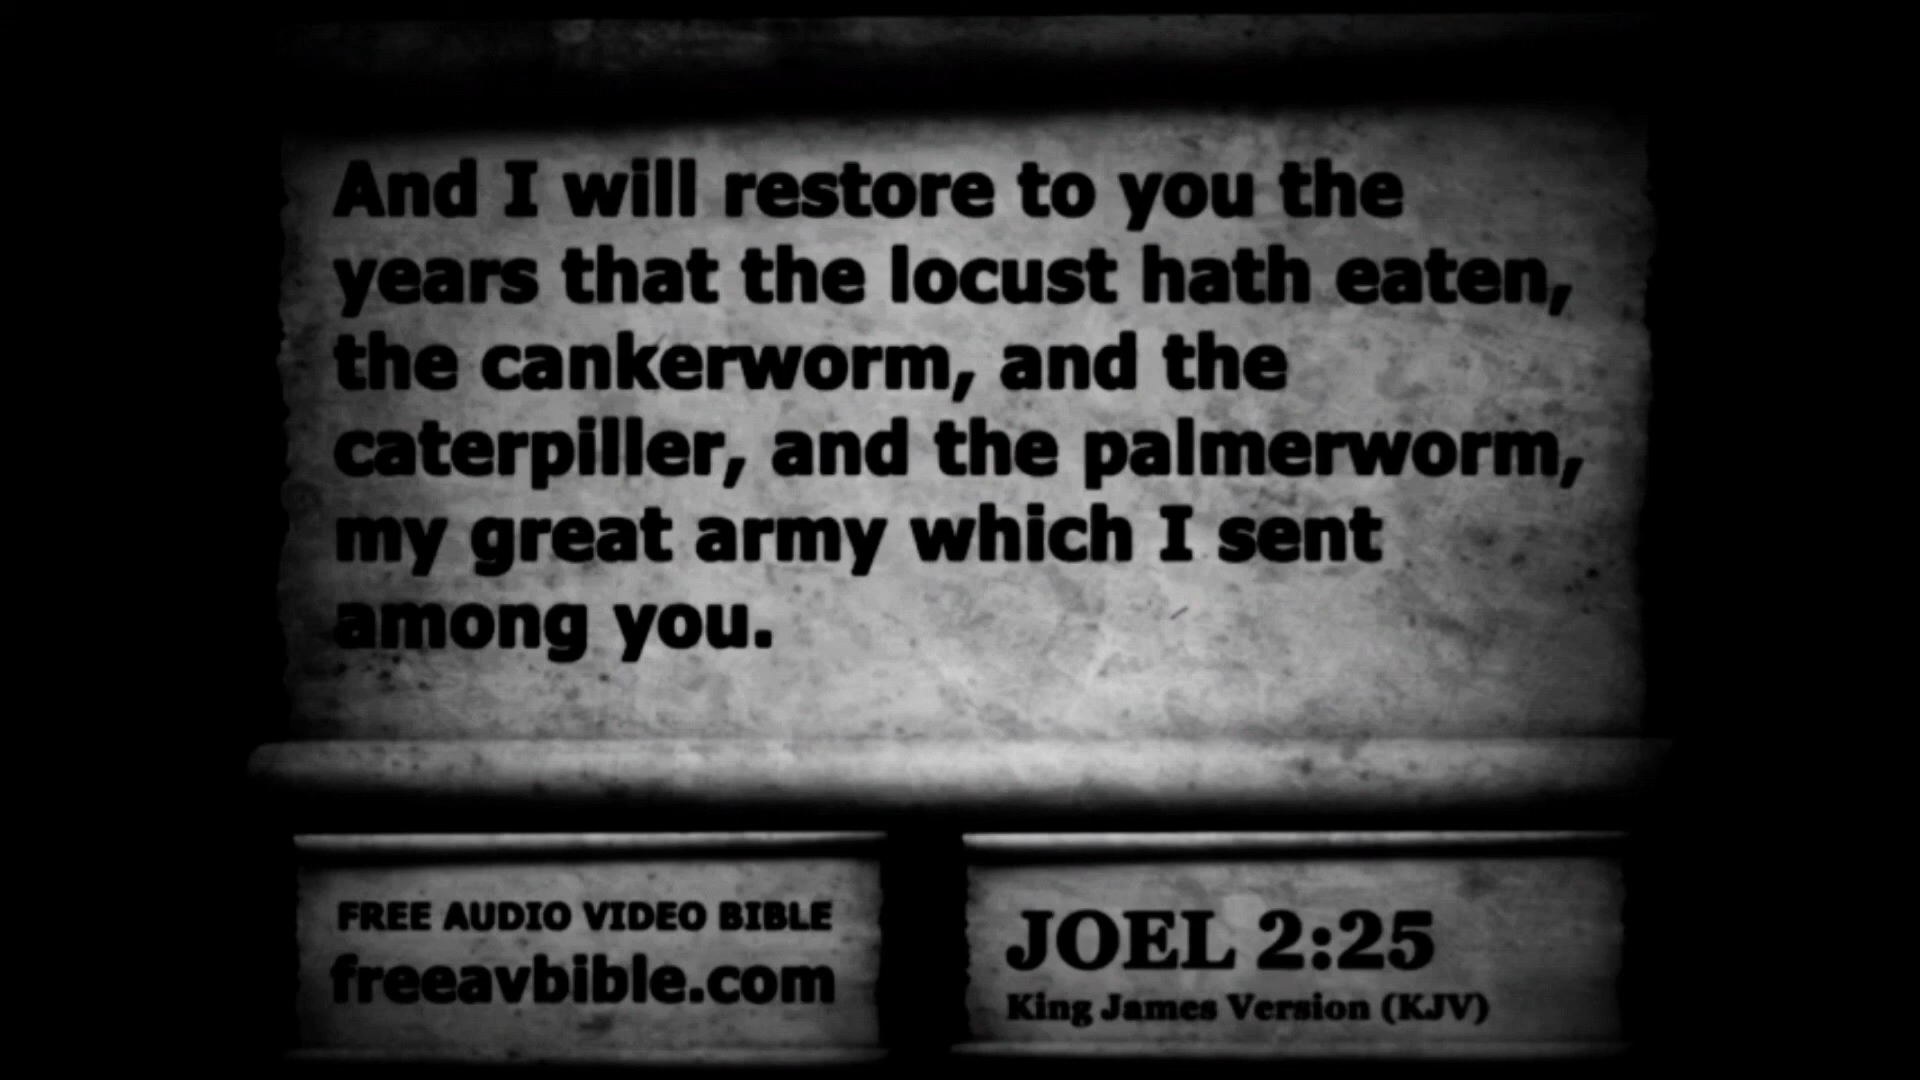 And I will restore to you the
years that the locust hath eaten,
the cankerworm, and the
caterpiller, and the palmerworm,
my great army which I sent
among you.
FREE AUDIO VIDEO BIBLE
freeavbible.com
JOEL 2:25
King James Version (KJV)